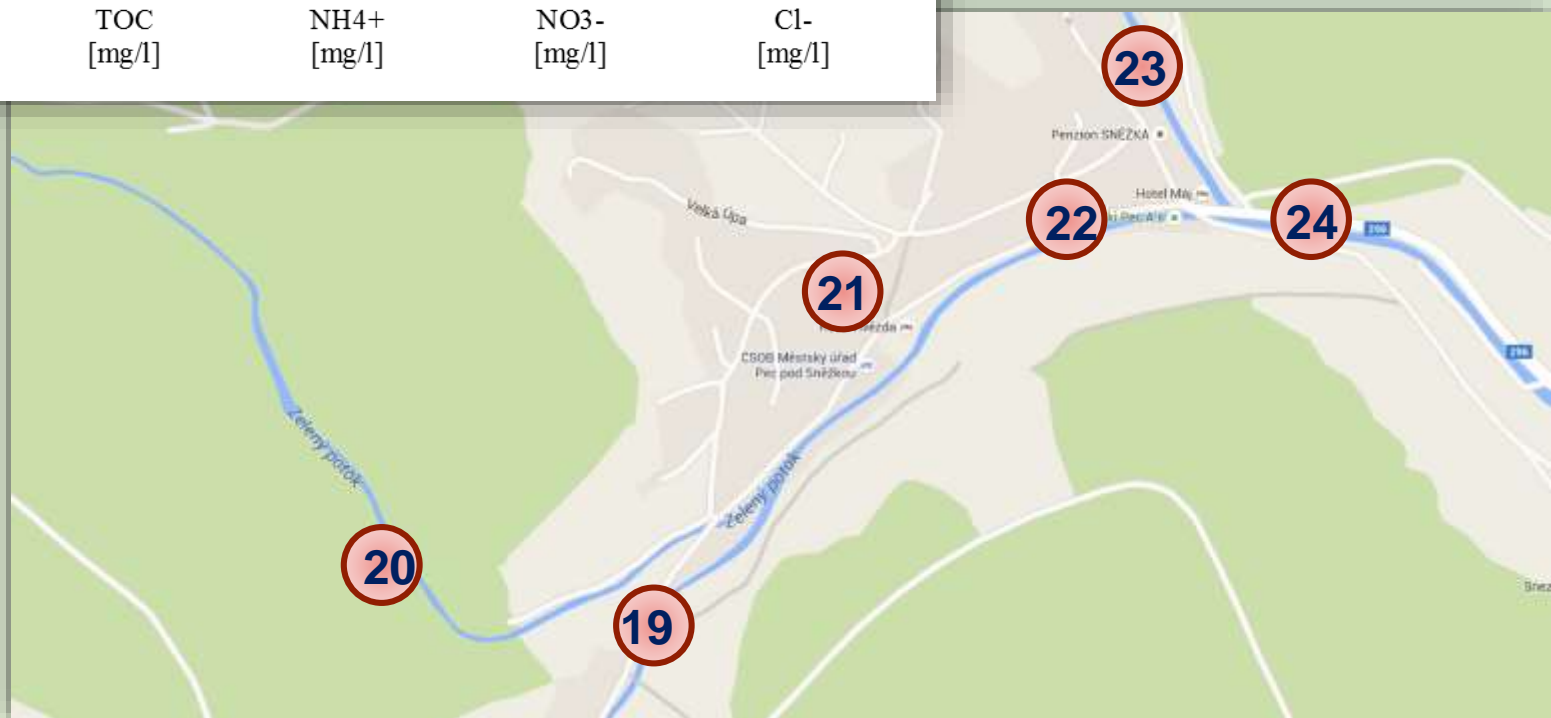 TOC NH4+ NO3- Cl-
[mg/l] [mg/l] [mg/l] [mg/l]
23
Penzion SNĚŽKA
Hotel Máj
22
24
Velká Úpa
21
ČSOB Městský úřad
Pec pod Sněžkou
296
Zelený potok
Zelený potok
20
19